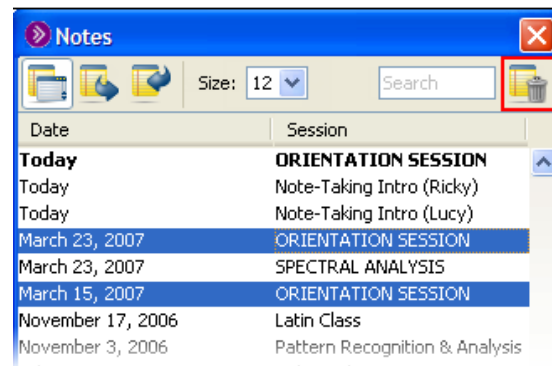 Notes
Size: 12 Search
Date Session
Today ORIENTATION SESSION
Today Note-Taking Intro (Ricky)
Today Note-Taking Intro (Lucy)
March 23, 2007 ORIENTATION SESSION
March 23, 2007 SPECTRAL ANALYSIS
March 15, 2007 ORIENTATION SESSION
November 17, 2006 Latin Class
November 3, 2006 Pattern Recognition & Analysis